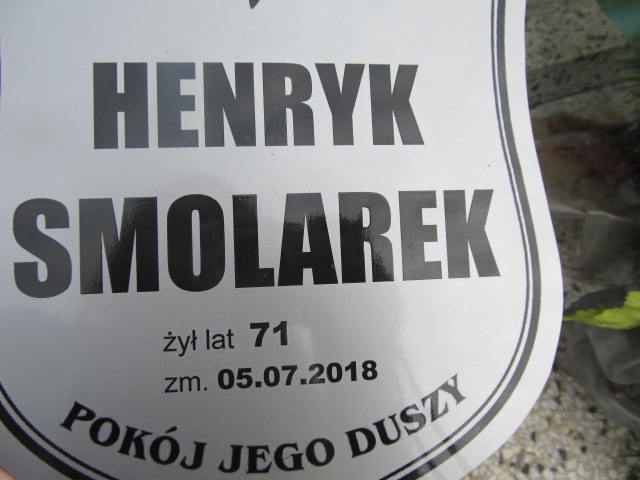 HENRYK
SMOLAREK
żył lat 71
zm. 05.07.2018
POKÓJ JEGO DUSZY